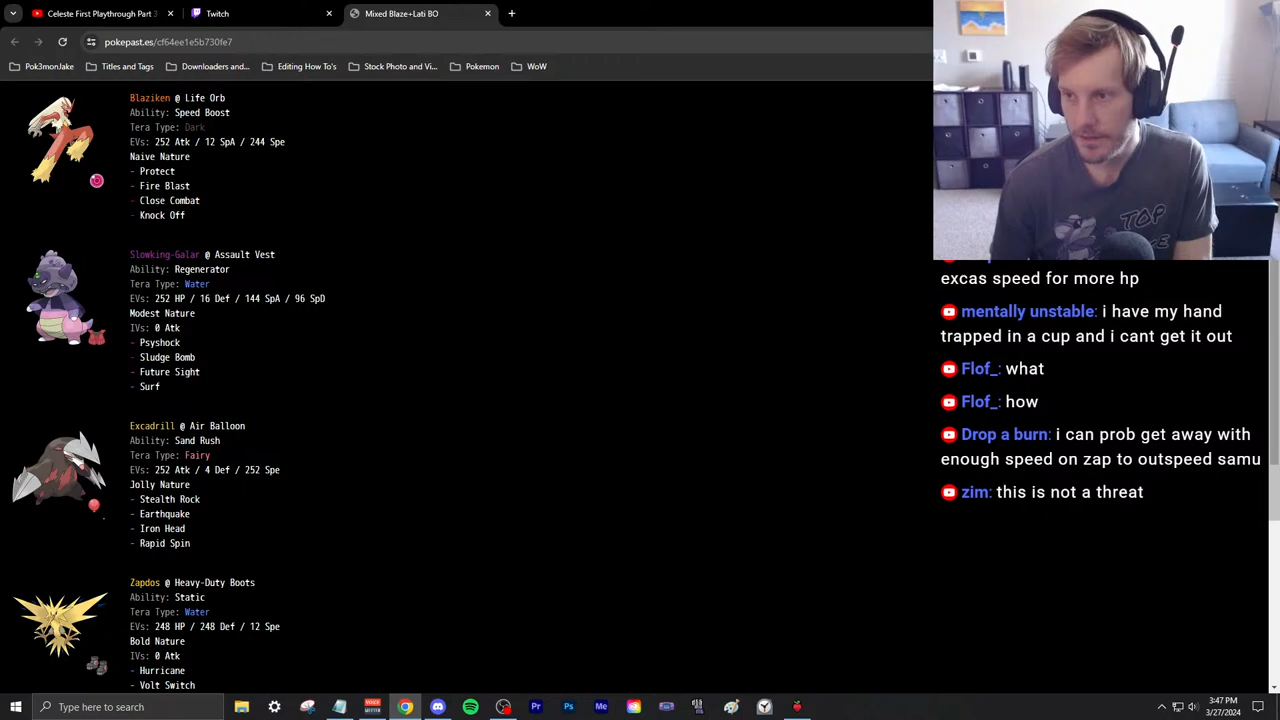 Celeste First Playthrough Part 3
Twitch
Mixed Blaze+Lati BO
pokepast.es/cf64ee1e5b730fe7
Pok3monJake
Titles and Tags
Downloaders and...
Editing How To's
Stock Photo and Vi...
Pokemon
WoW
Blaziken @ Life Orb
Ability: Speed Boost
Tera Type: Dark
EVs: 252 Atk / 12 SpA / 244 Spe
Naive Nature
- Protect
- Fire Blast
- Close Combat
- Knock Off
Slowking-Galar @ Assault Vest
Ability: Regenerator
Tera Type: Water
EVs: 252 HP / 16 Def / 144 SpA / 96 SpD
Modest Nature
IVs: 0 Atk
- Psyshock
- Sludge Bomb
- Future Sight
- Surf
Excadrill @ Air Balloon
Ability: Sand Rush
Tera Type: Fairy
EVs: 252 Atk / 4 Def / 252 Spe
Jolly Nature
- Stealth Rock
- Earthquake
- Iron Head
- Rapid Spin
Zapdos @ Heavy-Duty Boots
Ability: Static
Tera Type: Water
EVs: 248 HP / 248 Def / 12 Spe
Bold Nature
IVs: 0 Atk
- Hurricane
- Volt Switch
TOP
excas speed for more hp
mentally unstable: i have my hand
trapped in a cup and i cant get it out
Flof_: what
Flof_: how
Drop a burn: i can prob get away with
enough speed on zap to outspeed samu
zim: this is not a threat
Type here to search
VOICE
MEETER
Pr
Ps
Me
3:47 PM
3/27/2024